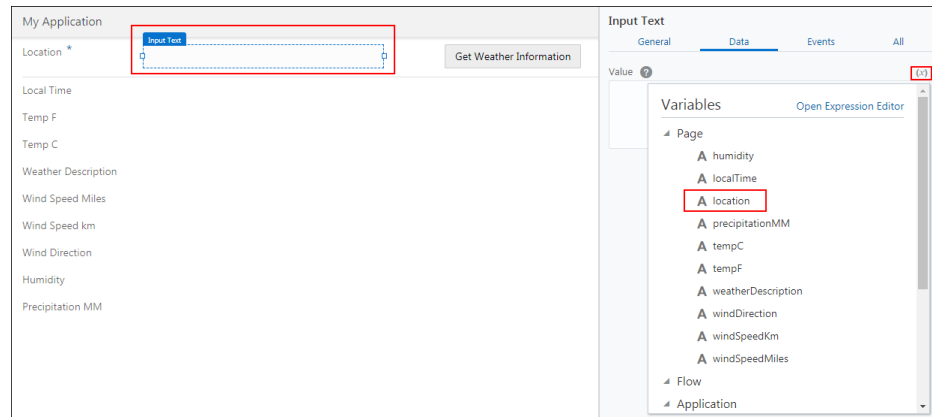 My Application
Location *
Input Text
Get Weather Information
Local Time
Temp F
Temp C
Weather Description
Wind Speed Miles
Wind Speed km
Wind Direction
Humidity
Precipitation MM
Input Text
General Data Events All
Value ? (x)
Variables Open Expression Editor
Page
A humidity
A localTime
A location
A precipitationMM
A tempC
A tempF
A weatherDescription
A windDirection
A windSpeedKm
A windSpeedMiles
Flow
Application